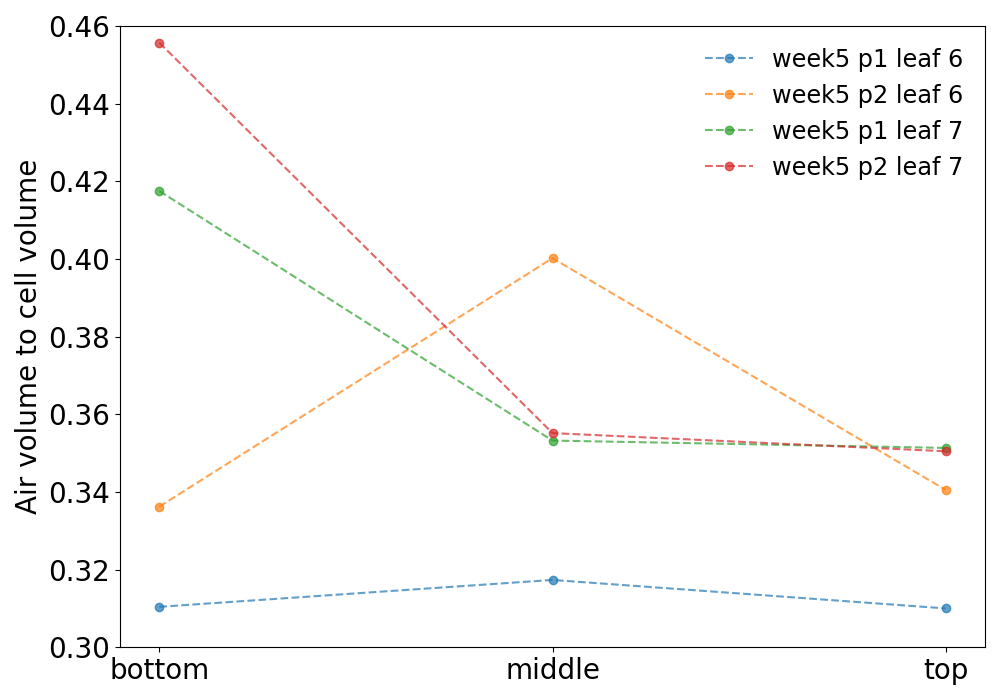 0.46
0.44
0.42
0.40
0.38
0.36
0.34
0.32
0.30
Air volume to cell volume
bottom
middle
top
week5 p1 leaf 6
week5 p2 leaf 6
week5 p1 leaf 7
week5 p2 leaf 7